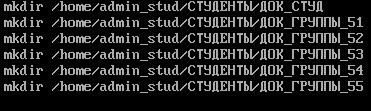 mkdir /home/admin_stud/СТУДЕНТЫ/ДОК_СТУД
mkdir /home/admin_stud/СТУДЕНТЫ/ДОК_ГРУППЫ_51
mkdir /home/admin_stud/СТУДЕНТЫ/ДОК_ГРУППЫ_52
mkdir /home/admin_stud/СТУДЕНТЫ/ДОК_ГРУППЫ_53
mkdir /home/admin_stud/СТУДЕНТЫ/ДОК_ГРУППЫ_54
mkdir /home/admin_stud/СТУДЕНТЫ/ДОК_ГРУППЫ_55